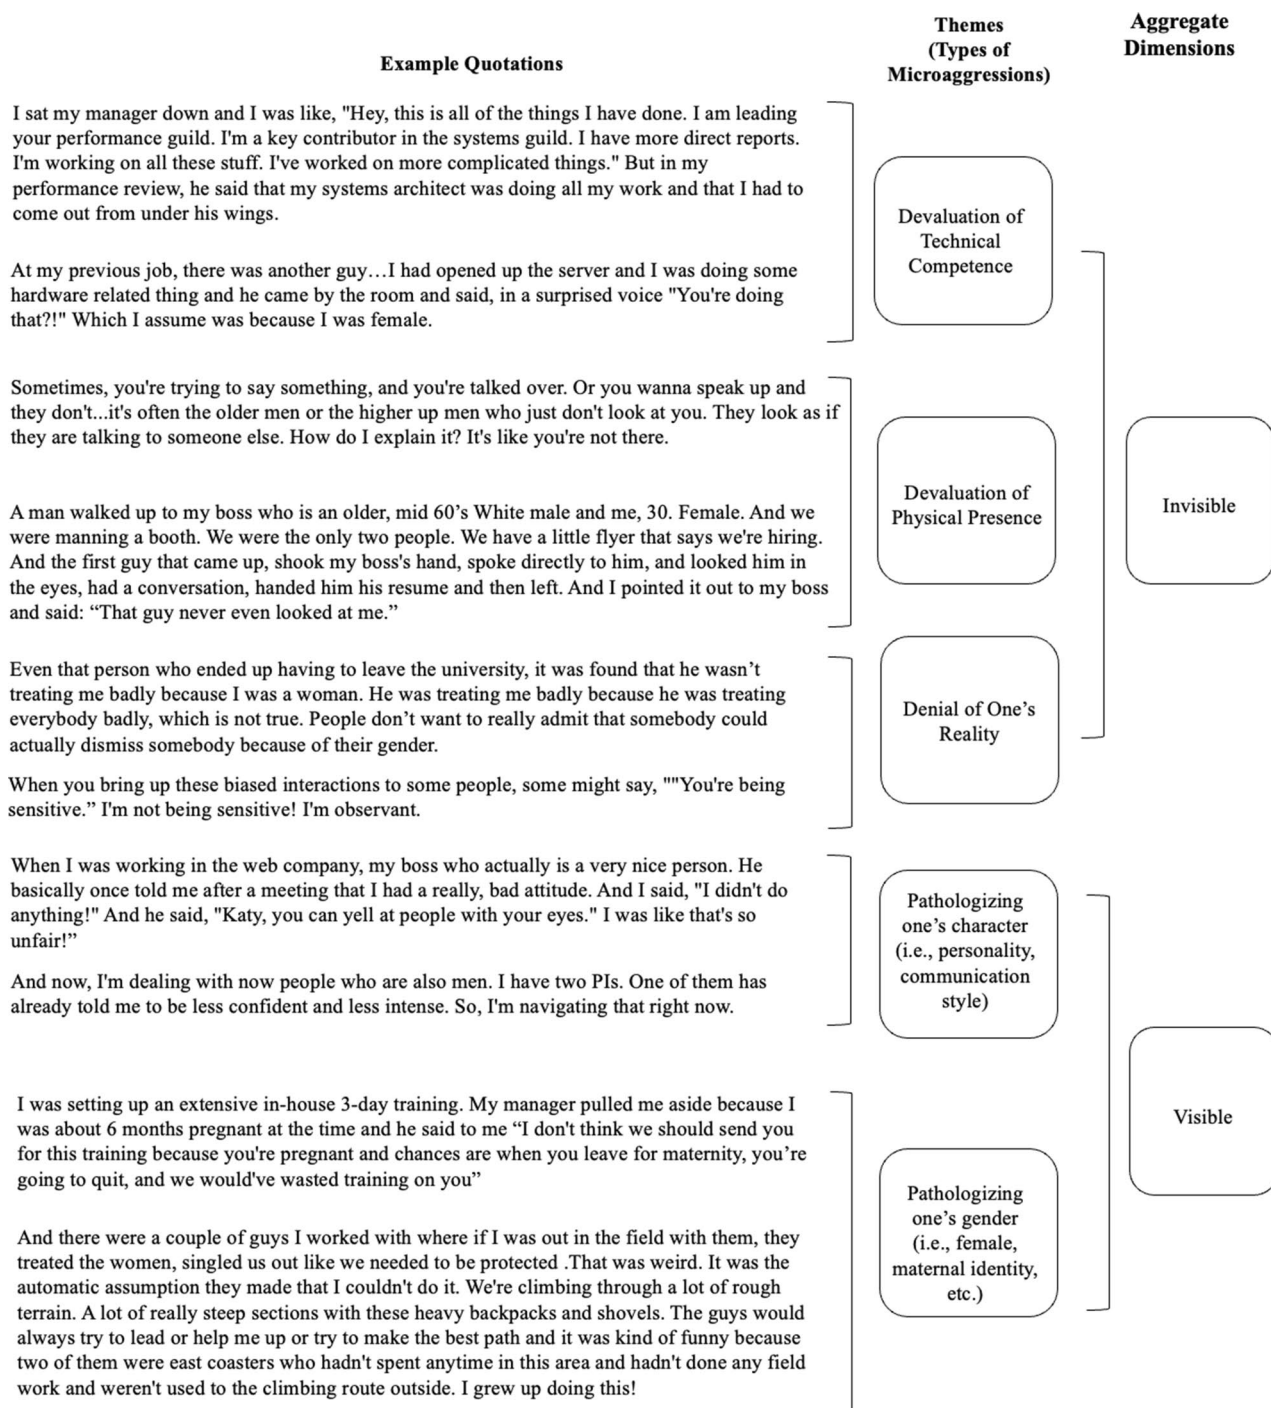 Example Quotations
Themes
(Types of
Microaggressions)
Aggregate
Dimensions
I sat my manager down and I was like, "Hey, this is all of the things I have done. I am leading
your performance guild. I'm a key contributor in the systems guild. I have more direct reports.
I'm working on all these stuff. I've worked on more complicated things." But in my
performance review, he said that my systems architect was doing all my work and that I had to
come out from under his wings.
At my previous job, there was another guy…I had opened up the server and I was doing some
hardware related thing and he came by the room and said, in a surprised voice "You're doing
that?!" Which I assume was because I was female.
Devaluation of
Technical
Competence
Sometimes, you're trying to say something, and you're talked over. Or you wanna speak up and
they don't...it's often the older men or the higher up men who just don't look at you. They look as if
they are talking to someone else. How do I explain it? It's like you're not there.
A man walked up to my boss who is an older, mid 60’s White male and me, 30. Female. And we
were manning a booth. We were the only two people. We have a little flyer that says we're hiring.
And the first guy that came up, shook my boss's hand, spoke directly to him, and looked him in
the eyes, had a conversation, handed him his resume and then left. And I pointed it out to my boss
and said: “That guy never even looked at me.”
Devaluation of
Physical Presence
Invisible
Even that person who ended up having to leave the university, it was found that he wasn’t
treating me badly because I was a woman. He was treating me badly because he was treating
everybody badly, which is not true. People don’t want to really admit that somebody could
actually dismiss somebody because of their gender.
When you bring up these biased interactions to some people, some might say, ""You're being
sensitive.” I'm not being sensitive! I'm observant.
Denial of One’s
Reality
When I was working in the web company, my boss who actually is a very nice person. He
basically once told me after a meeting that I had a really, bad attitude. And I said, "I didn't do
anything!" And he said, "Katy, you can yell at people with your eyes." I was like that's so
unfair!”
And now, I'm dealing with now people who are also men. I have two PIs. One of them has
already told me to be less confident and less intense. So, I'm navigating that right now.
Pathologizing
one’s character
(i.e., personality,
communication
style)
Visible
I was setting up an extensive in-house 3-day training. My manager pulled me aside because I
was about 6 months pregnant at the time and he said to me “I don't think we should send you
for this training because you're pregnant and chances are when you leave for maternity, you’re
going to quit, and we would've wasted training on you”
And there were a couple of guys I worked with where if I was out in the field with them, they
treated the women, singled us out like we needed to be protected .That was weird. It was the
automatic assumption they made that I couldn't do it. We're climbing through a lot of rough
terrain. A lot of really steep sections with these heavy backpacks and shovels. The guys would
always try to lead or help me up or try to make the best path and it was kind of funny because
two of them were east coasters who hadn't spent anytime in this area and hadn't done any field
work and weren't used to the climbing route outside. I grew up doing this!
Pathologizing
one’s gender
(i.e., female,
maternal identity,
etc.)